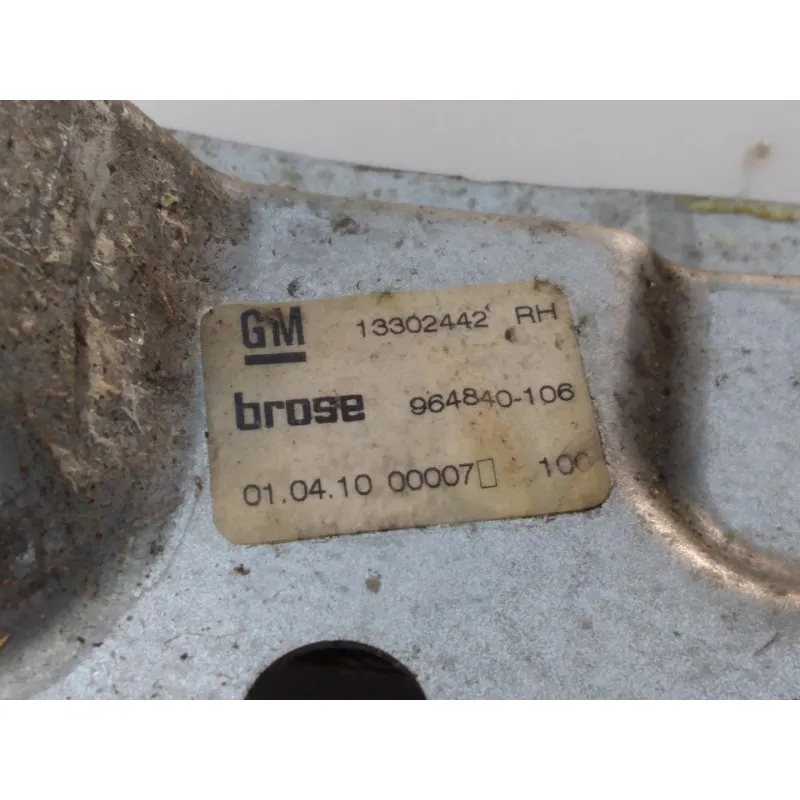 GM 13302442 RH
brose 964840-106
01.04.10 00007▯ 100